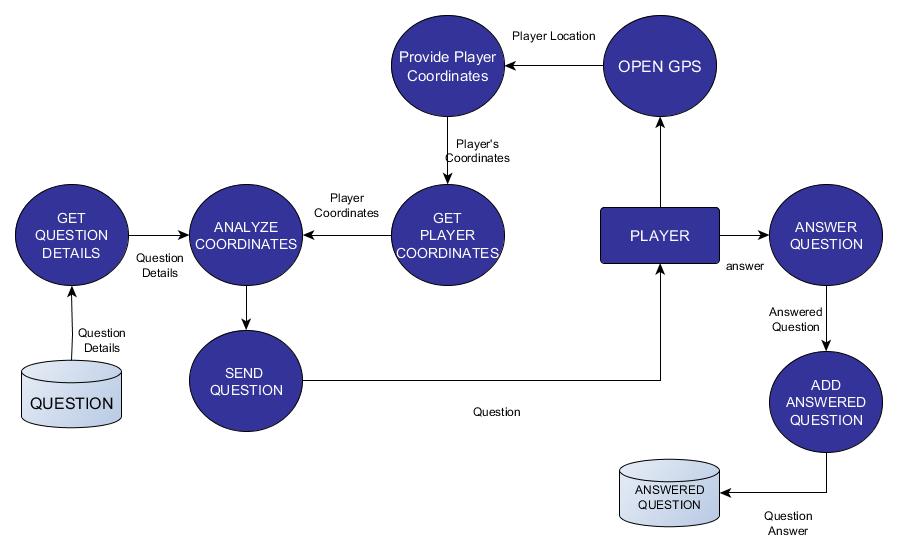 Player Location
Provide Player
Coordinates
OPEN GPS
Player's
Coordinates
Player
Coordinates
GET
QUESTION
DETAILS
ANALYZE
COORDINATES
GET
PLAYER
COORDINATES
PLAYER
ANSWER
QUESTION
Question
Details
answer
Question
Details
Answered
Question
SEND
QUESTION
QUESTION
ADD
ANSWERED
QUESTION
Question
ANSWERED
QUESTION
Question
Answer